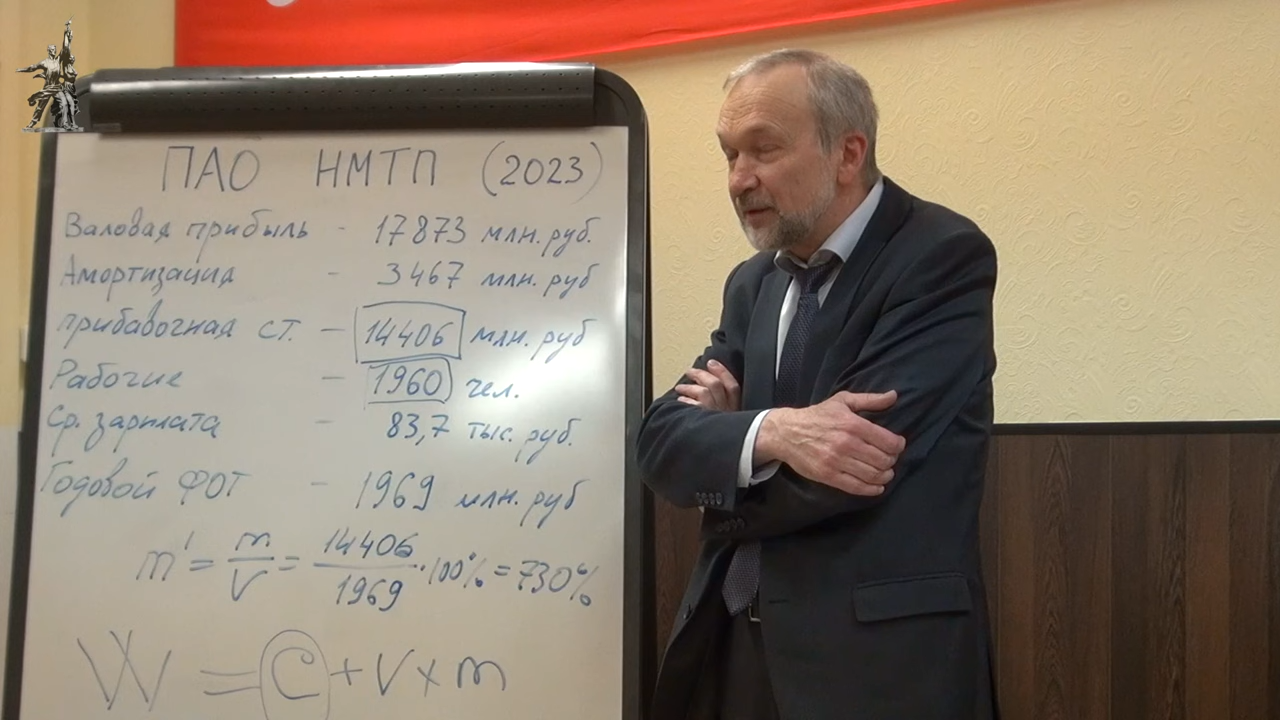 ПАО НМТП (2023)
Валовая прибыль - 17873 млн. руб.
Амортизация - 3467 млн. руб
прибавочная ст. - 14406 млн. руб
Рабочие - 1960 чел.
Ср. зарплата - 83,7 тыс. руб.
Годовой ФОТ - 1969 млн. руб
m' = m/v = 14406/1969 · 100% = 730%
W = C + V × m